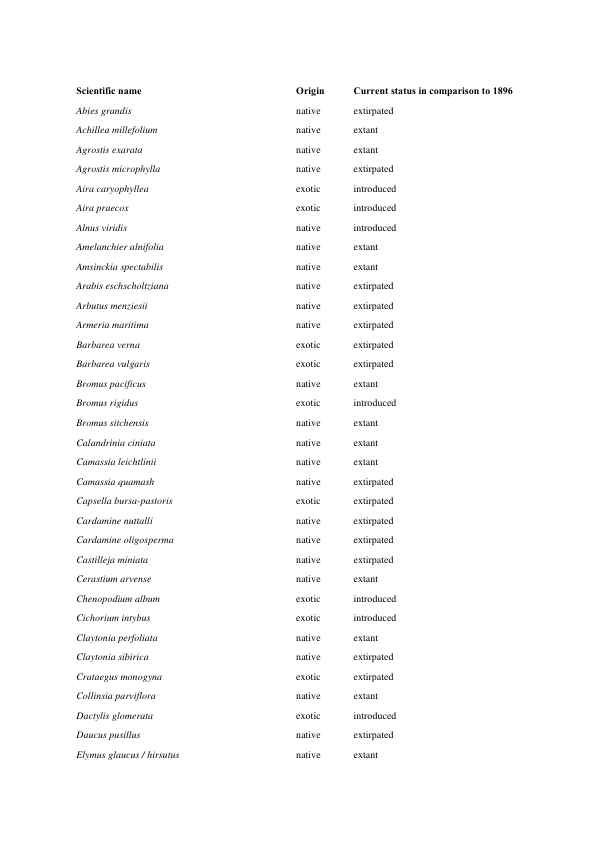 Scientific name Origin Current status in comparison to 1896
Abies grandis native extirpated
Achillea millefolium native extant
Agrostis exarata native extant
Agrostis microphylla native extirpated
Aira caryophyllea exotic introduced
Aira praecox exotic introduced
Alnus viridis native introduced
Amelanchier alnifolia native extant
Amsinckia spectabilis native extant
Arabis eschscholtziana native extirpated
Arbutus menziesii native extirpated
Armeria maritima native extirpated
Barbarea verna exotic extirpated
Barbarea vulgaris exotic extirpated
Bromus pacificus native extant
Bromus rigidus exotic introduced
Bromus sitchensis native extant
Calandrinia ciniata native extant
Camassia leichtlinii native extant
Camassia quamash native extirpated
Capsella bursa-pastoris exotic extirpated
Cardamine nuttalli native extirpated
Cardamine oligosperma native extirpated
Castilleja miniata native extirpated
Cerastium arvense native extant
Chenopodium album exotic introduced
Cichorium intybus exotic introduced
Claytonia perfoliata native extant
Claytonia sibirica native extirpated
Crataegus monogyna exotic extirpated
Collinsia parviflora native extant
Dactylis glomerata exotic introduced
Daucus pusillus native extirpated
Elymus glaucus / hirsutus native extant